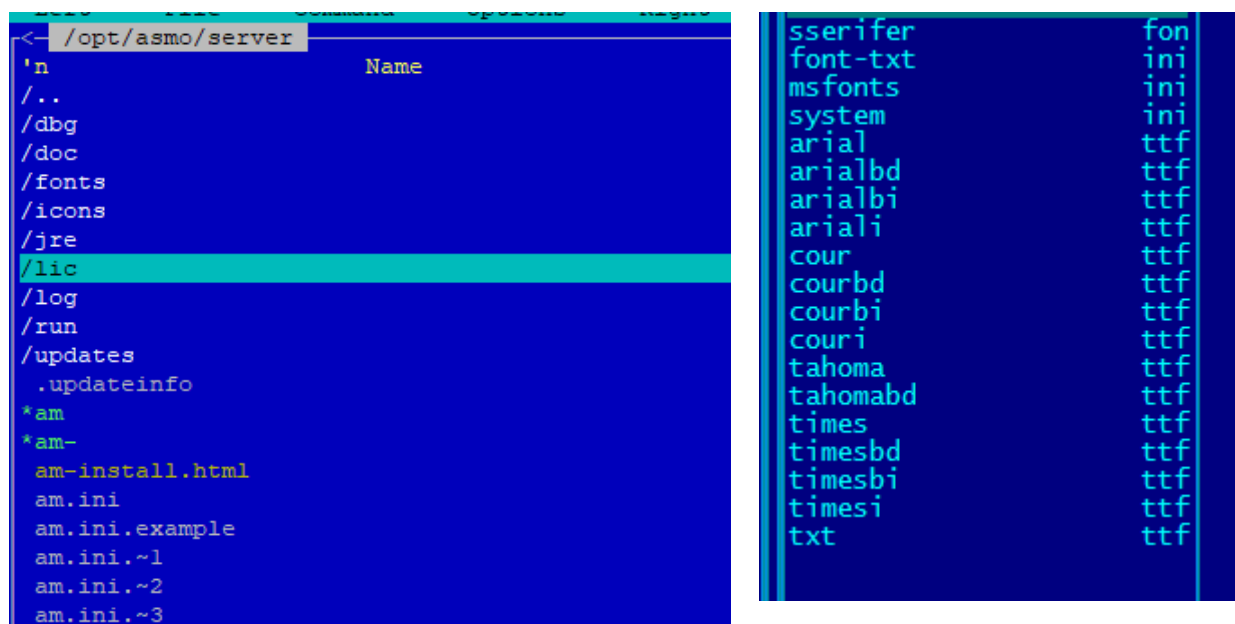 <- /opt/asmo/server
'n Name
/..
/dbg
/doc
/fonts
/icons
/jre
/lic
/log
/run
/updates
.updateinfo
*am
*am-
am-install.html
am.ini
am.ini.example
am.ini.~1
am.ini.~2
am.ini.~3
sserifer fon
font-txt ini
msfonts ini
system ini
arial ttf
arialbd ttf
arialbi ttf
ariali ttf
cour ttf
courbd ttf
courbi ttf
couri ttf
tahoma ttf
tahomabd ttf
times ttf
timesbd ttf
timesbi ttf
timesi ttf
txt ttf